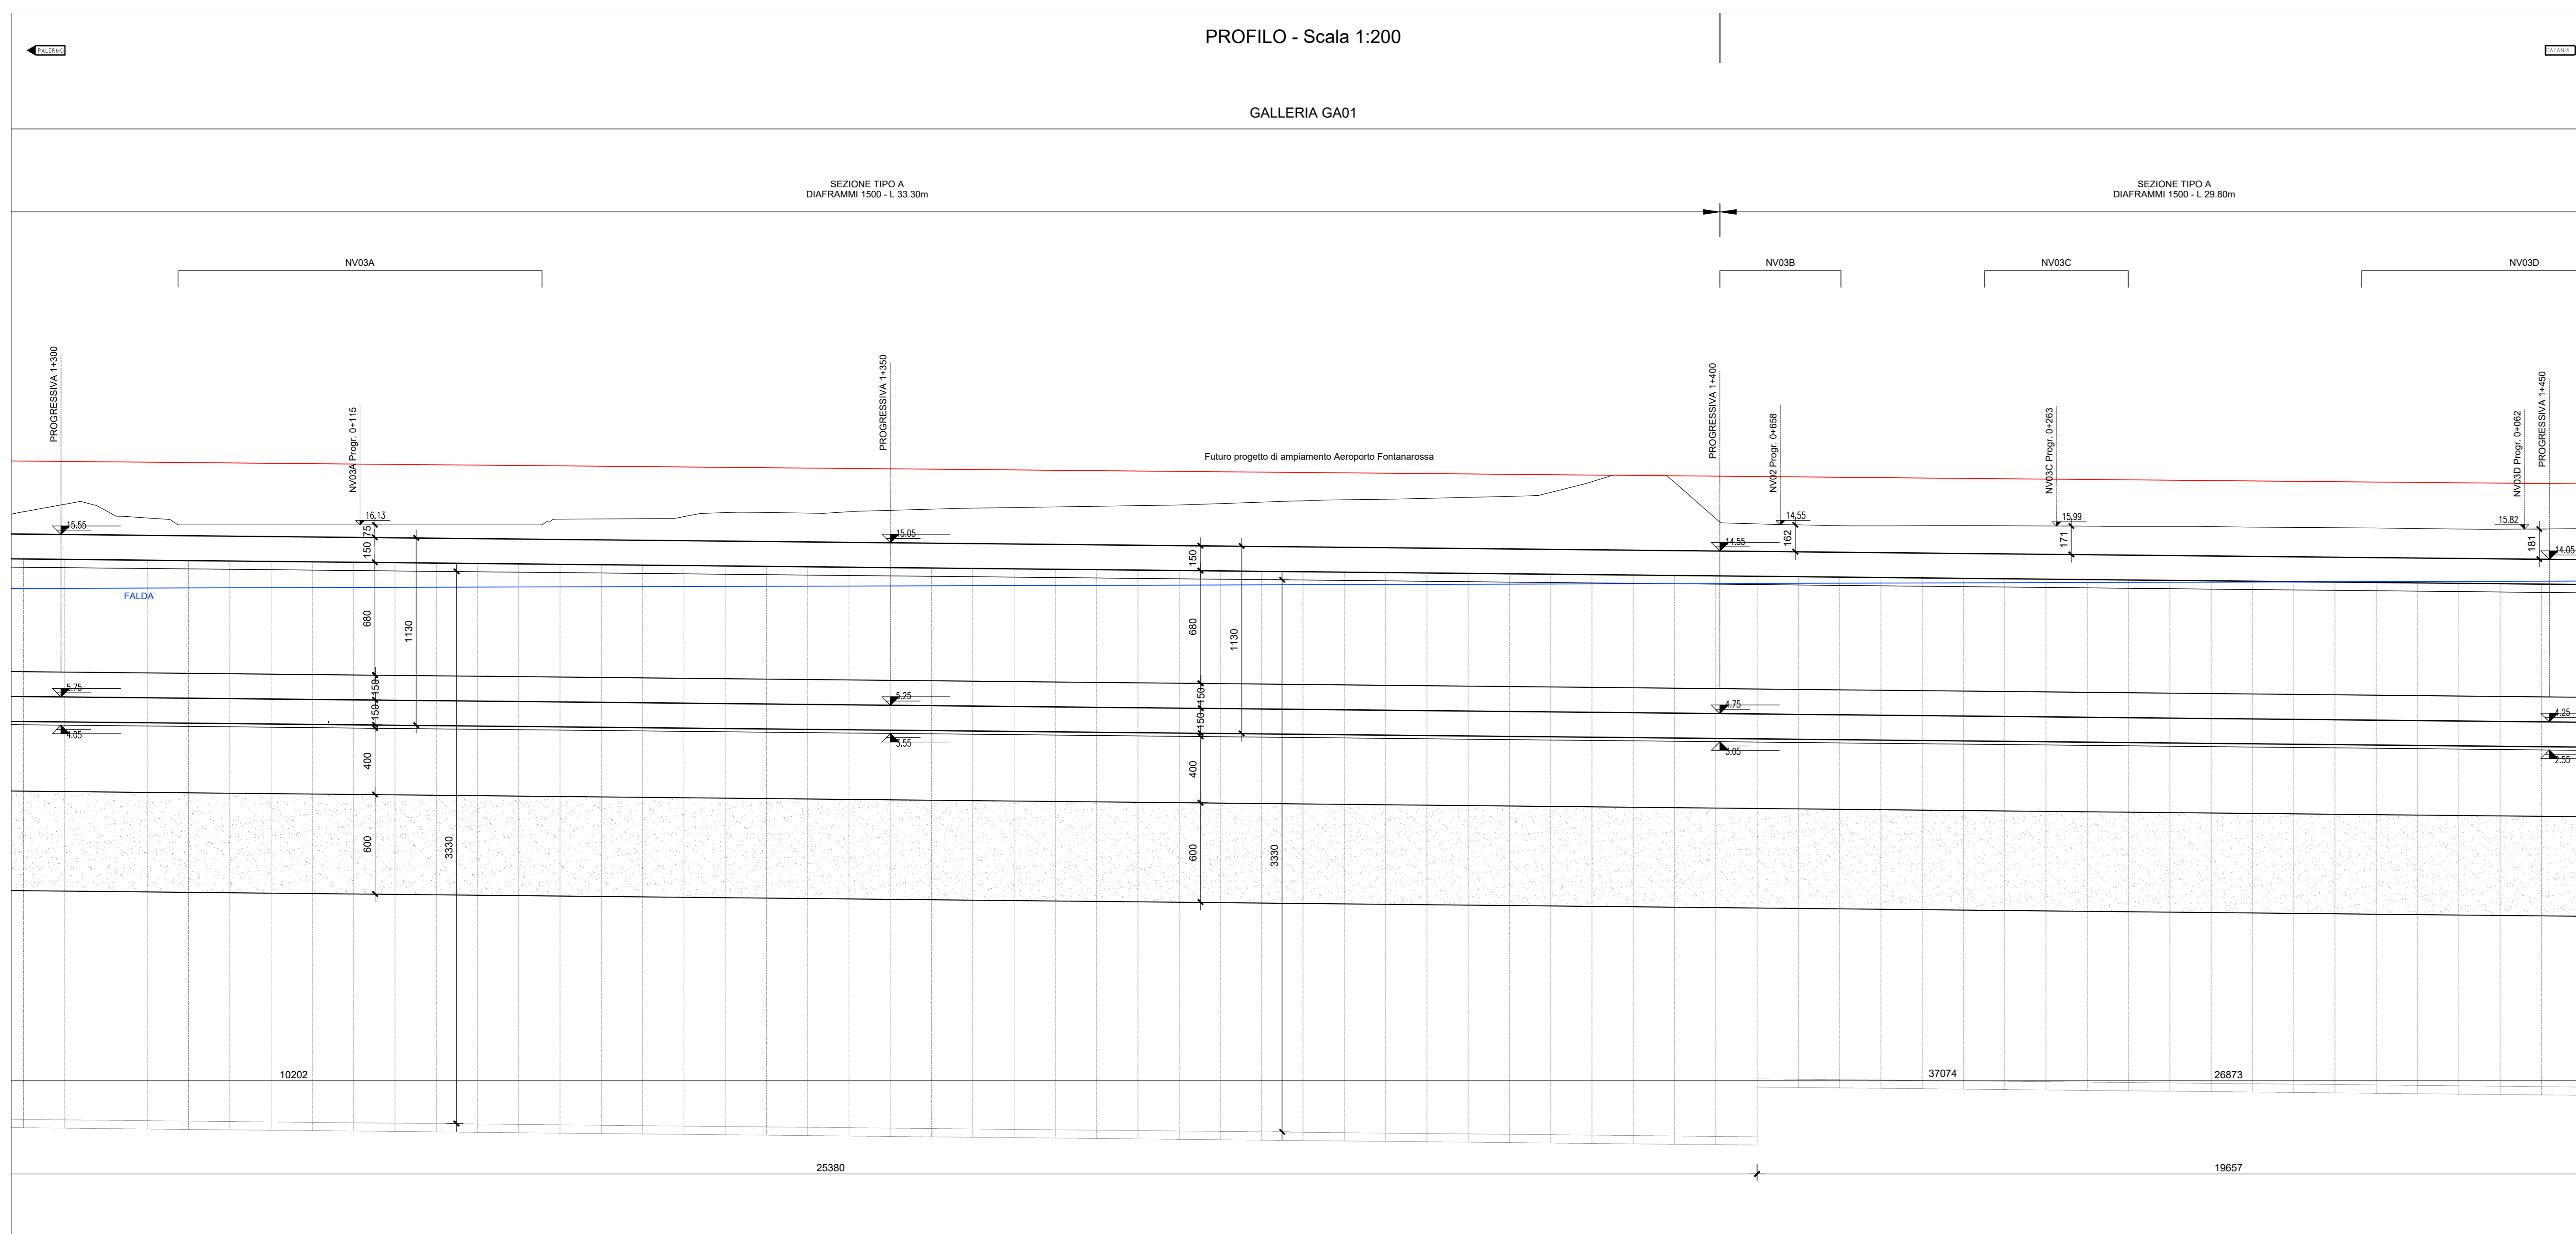 PROFILO - Scala 1:200
PALERMO
CATANIA
GALLERIA GA01
SEZIONE TIPO A
DIAFRAMMI 1500 - L 33.30m
SEZIONE TIPO A
DIAFRAMMI 1500 - L 29.80m
NV03A
NV03B
NV03C
NV03D
PROGRESSIVA 1+300
NV03A Progr. 0+115
PROGRESSIVA 1+350
PROGRESSIVA 1+400
NV02 Progr. 0+658
NV03C Progr. 0+263
NV03D Progr. 0+062
PROGRESSIVA 1+450
Futuro progetto di ampiamento Aeroporto Fontanarossa
15.55
16.13
15.05
14.55
14.55
15.99
15.82
14.05
75
150
150
162
171
181
FALDA
680
1130
680
1130
5.75
150
5.25
150
4.75
4.25
150
150
4.05
3.55
3.05
2.55
400
400
600
3330
600
3330
10202
37074
26873
25380
19657